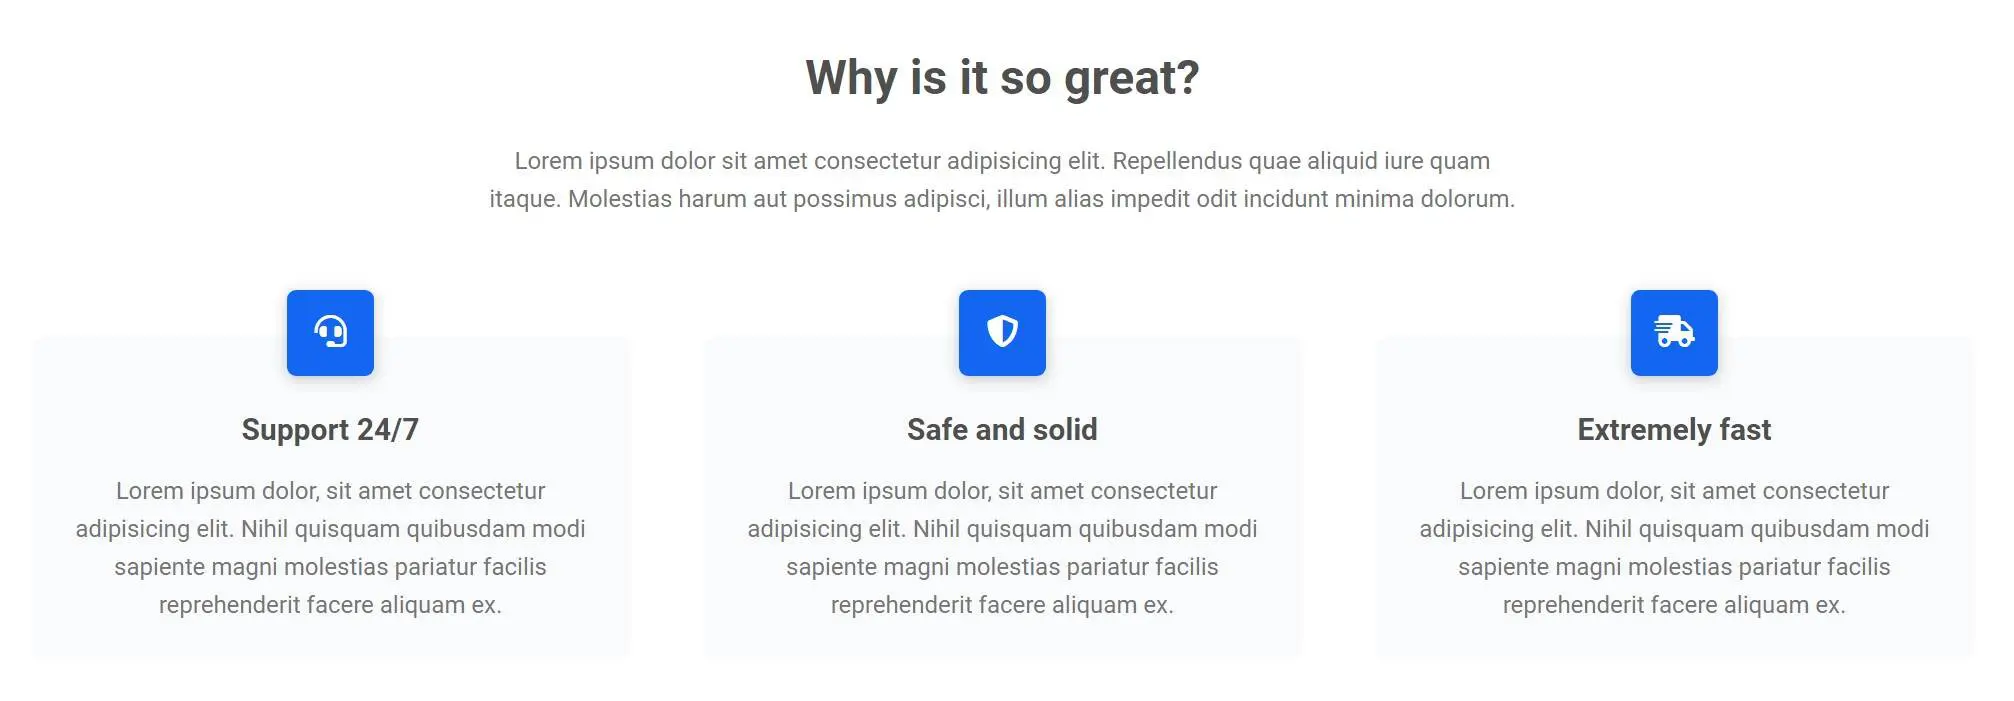 Why is it so great?
Lorem ipsum dolor sit amet consectetur adipisicing elit. Repellendus quae aliquid iure quam
itaque. Molestias harum aut possimus adipisci, illum alias impedit odit incidunt minima dolorum.
Support 24/7
Lorem ipsum dolor, sit amet consectetur
adipisicing elit. Nihil quisquam quibusdam modi
sapiente magni molestias pariatur facilis
reprehenderit facere aliquam ex.
Safe and solid
Lorem ipsum dolor, sit amet consectetur
adipisicing elit. Nihil quisquam quibusdam modi
sapiente magni molestias pariatur facilis
reprehenderit facere aliquam ex.
Extremely fast
Lorem ipsum dolor, sit amet consectetur
adipisicing elit. Nihil quisquam quibusdam modi
sapiente magni molestias pariatur facilis
reprehenderit facere aliquam ex.